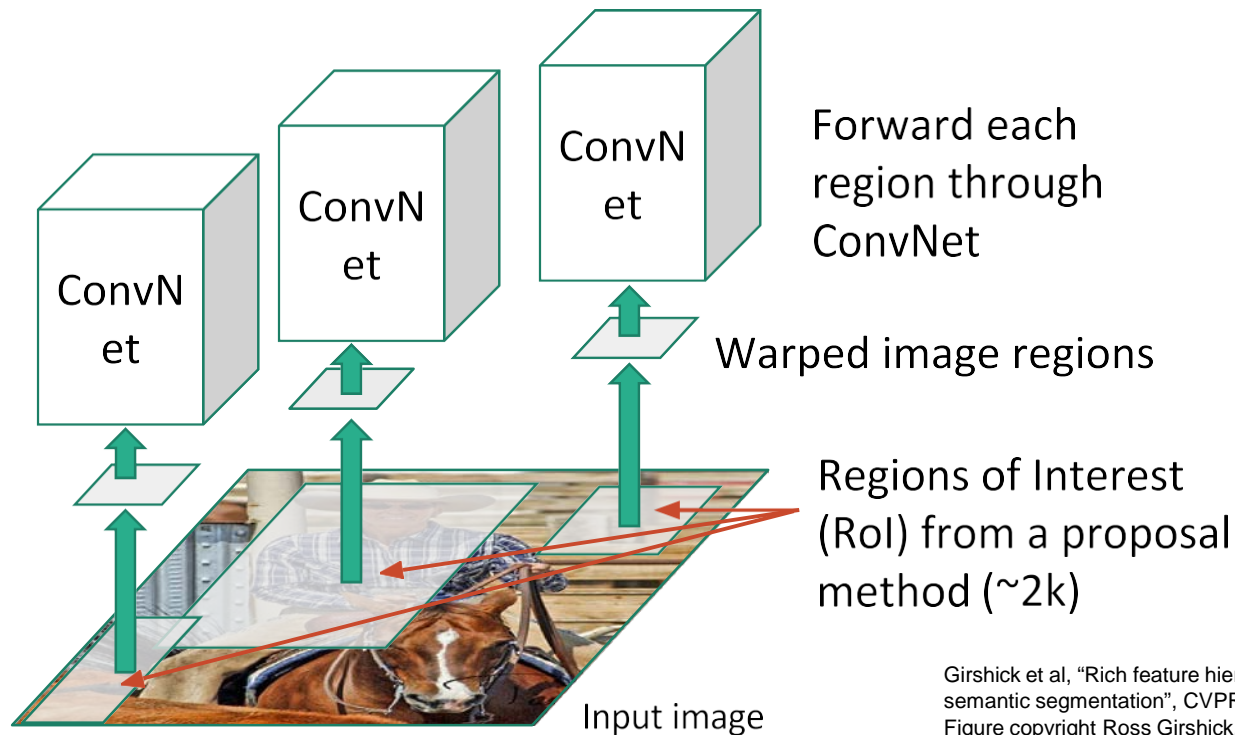 ConvN
et
ConvN
et
ConvN
et
Forward each
region through
ConvNet
Warped image regions
Regions of Interest
(RoI) from a proposal
method (~2k)
Input image
Girshick et al, “Rich feature hier
semantic segmentation”, CVPR
Figure copyright Ross Girshick